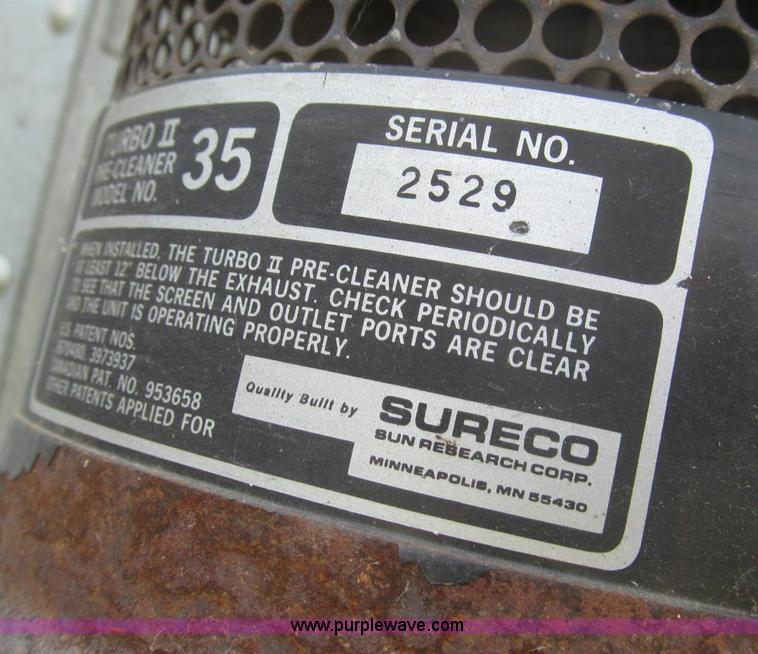 TURBO II
PRE-CLEANER
MODEL NO. 35
SERIAL NO.
2529
WHEN INSTALLED, THE TURBO II PRE-CLEANER SHOULD BE
AT LEAST 12" BELOW THE EXHAUST. CHECK PERIODICALLY
TO SEE THAT THE SCREEN AND OUTLET PORTS ARE CLEAR
AND THE UNIT IS OPERATING PROPERLY.
U.S. PATENT NOS.
3973937
CANADIAN PAT. NO. 953658
OTHER PATENTS APPLIED FOR
Quality Built by
SURECO
SUN RESEARCH CORP.
MINNEAPOLIS, MN 55430
www.purplewave.com